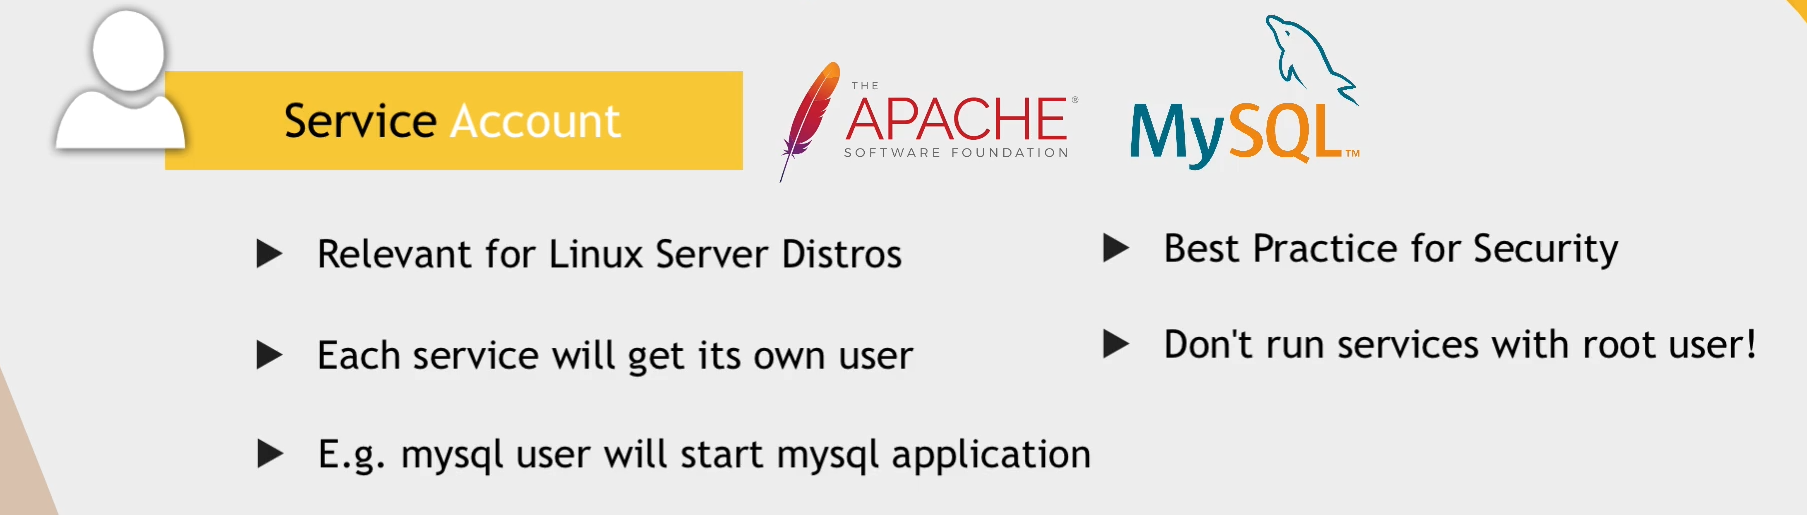 Service Account
THE
APACHE®
SOFTWARE FOUNDATION
MySQL™
Relevant for Linux Server Distros
Each service will get its own user
E.g. mysql user will start mysql application
Best Practice for Security
Don't run services with root user!